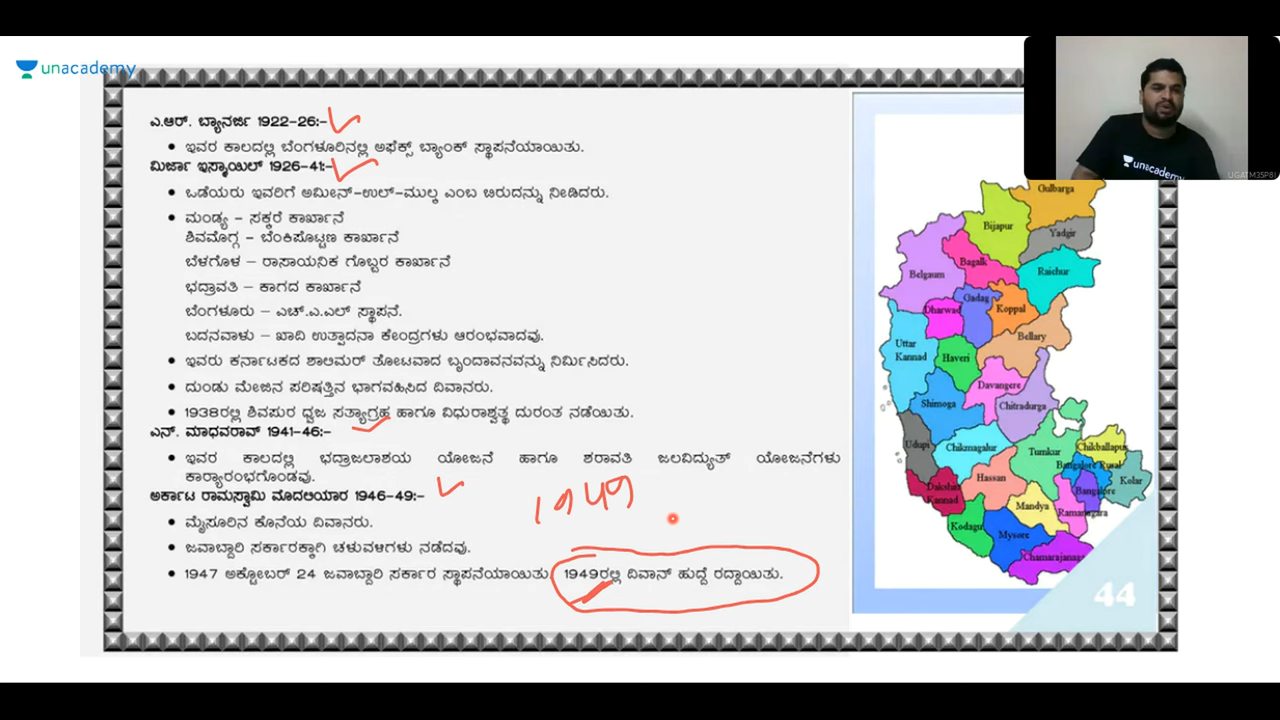 unacademy
ಎ.ಆರ್. ಬ್ಯಾನರ್ಜಿ 1922-26:-
• ಇವರ ಕಾಲದಲ್ಲಿ ಬೆಂಗಳೂರಿನಲ್ಲಿ ಅಫೆಕ್ಸ್ ಬ್ಯಾಂಕ್ ಸ್ಥಾಪನೆಯಾಯಿತು.
ಮಿರ್ಜಾ ಇಸ್ಮಾಯಿಲ್ 1926-41:-
• ಒಡೆಯರು ಇವರಿಗೆ ಅಮೀನ್-ಉಲ್-ಮುಲ್ಕ ಎಂಬ ಬಿರುದನ್ನು ನೀಡಿದರು.
• ಮಂಡ್ಯ - ಸಕ್ಕರೆ ಕಾರ್ಖಾನೆ
ಶಿವಮೊಗ್ಗ - ಬೆಂಕಿಪೊಟ್ಟಣ ಕಾರ್ಖಾನೆ
ಬೆಳಗೊಳ - ರಾಸಾಯನಿಕ ಗೊಬ್ಬರ ಕಾರ್ಖಾನೆ
ಭದ್ರಾವತಿ - ಕಾಗದ ಕಾರ್ಖಾನೆ
ಬೆಂಗಳೂರು - ಎಚ್.ಎ.ಎಲ್ ಸ್ಥಾಪನೆ.
ಬದನವಾಳು - ಖಾದಿ ಉತ್ಪಾದನಾ ಕೇಂದ್ರಗಳು ಆರಂಭವಾದವು.
• ಇವರು ಕರ್ನಾಟಕದ ಶಾಲಿಮರ್ ತೋಟವಾದ ಬೃಂದಾವನವನ್ನು ನಿರ್ಮಿಸಿದರು.
• ದುಂಡು ಮೇಜಿನ ಪರಿಷತ್ತಿನ ಭಾಗವಹಿಸಿದ ದಿವಾನರು.
• 1938ರಲ್ಲಿ ಶಿವಪುರ ಧ್ವಜ ಸತ್ಯಾಗ್ರಹ ಹಾಗೂ ವಿಧುರಾಶ್ವತ್ಥ ದುರಂತ ನಡೆಯಿತು.
ಎನ್. ಮಾಧವರಾವ್ 1941-46:-
• ಇವರ ಕಾಲದಲ್ಲಿ ಭದ್ರಾಜಲಾಶಯ ಯೋಜನೆ ಹಾಗೂ ಶರಾವತಿ ಜಲವಿದ್ಯುತ್ ಯೋಜನೆಗಳು
ಕಾರ್‍ಯಾರಂಭಗೊಂಡವು.
ಅರ್ಕಾಟ ರಾಮಸ್ವಾಮಿ ಮೊದಲಿಯಾರ 1946-49:-
1949
• ಮೈಸೂರಿನ ಕೊನೆಯ ದಿವಾನರು.
• ಜವಾಬ್ದಾರಿ ಸರ್ಕಾರಕ್ಕಾಗಿ ಚಳುವಳಿಗಳು ನಡೆದವು.
• 1947 ಅಕ್ಟೋಬರ್ 24 ಜವಾಬ್ದಾರಿ ಸರ್ಕಾರ ಸ್ಥಾಪನೆಯಾಯಿತು 1949ರಲ್ಲಿ ದಿವಾನ್ ಹುದ್ದೆ ರದ್ದಾಯಿತು.
unacademy
UGATM35P8I
Gulbarga
Bijapur
Yadgir
Bagalk
Belgaum
Raichur
Gadag
Dharwad
Koppal
Bellary
Uttar
Kannad
Haveri
Davangere
Shimoga
Chitradurga
Udupi
Chikmagalur
Tumkur
Chikballapur
Bangalore Rural
Hassan
Kolar
Dakshin
Kannad
Bangalore
Mandya
Ramanagara
Kodagu
Mysore
Chamarajanagar
44